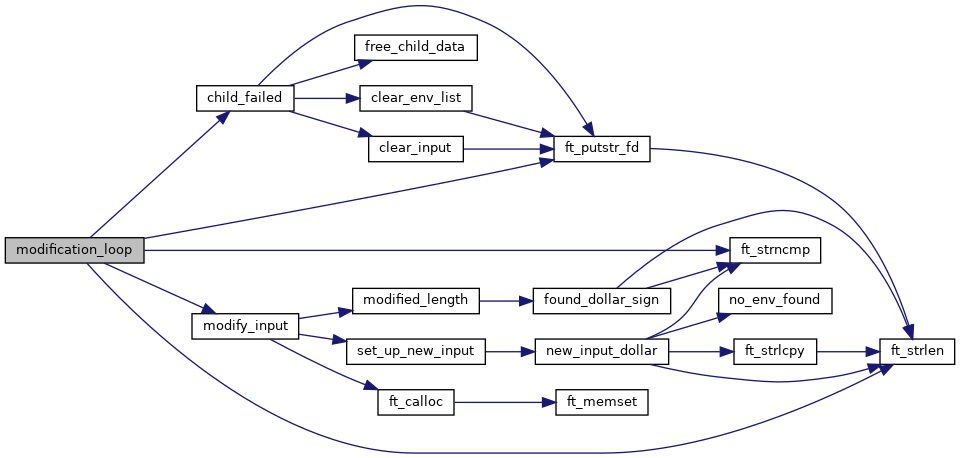 free_child_data
child_failed
clear_env_list
clear_input
ft_putstr_fd
modification_loop
ft_strncmp
modified_length
found_dollar_sign
no_env_found
modify_input
set_up_new_input
new_input_dollar
ft_strlcpy
ft_strlen
ft_calloc
ft_memset